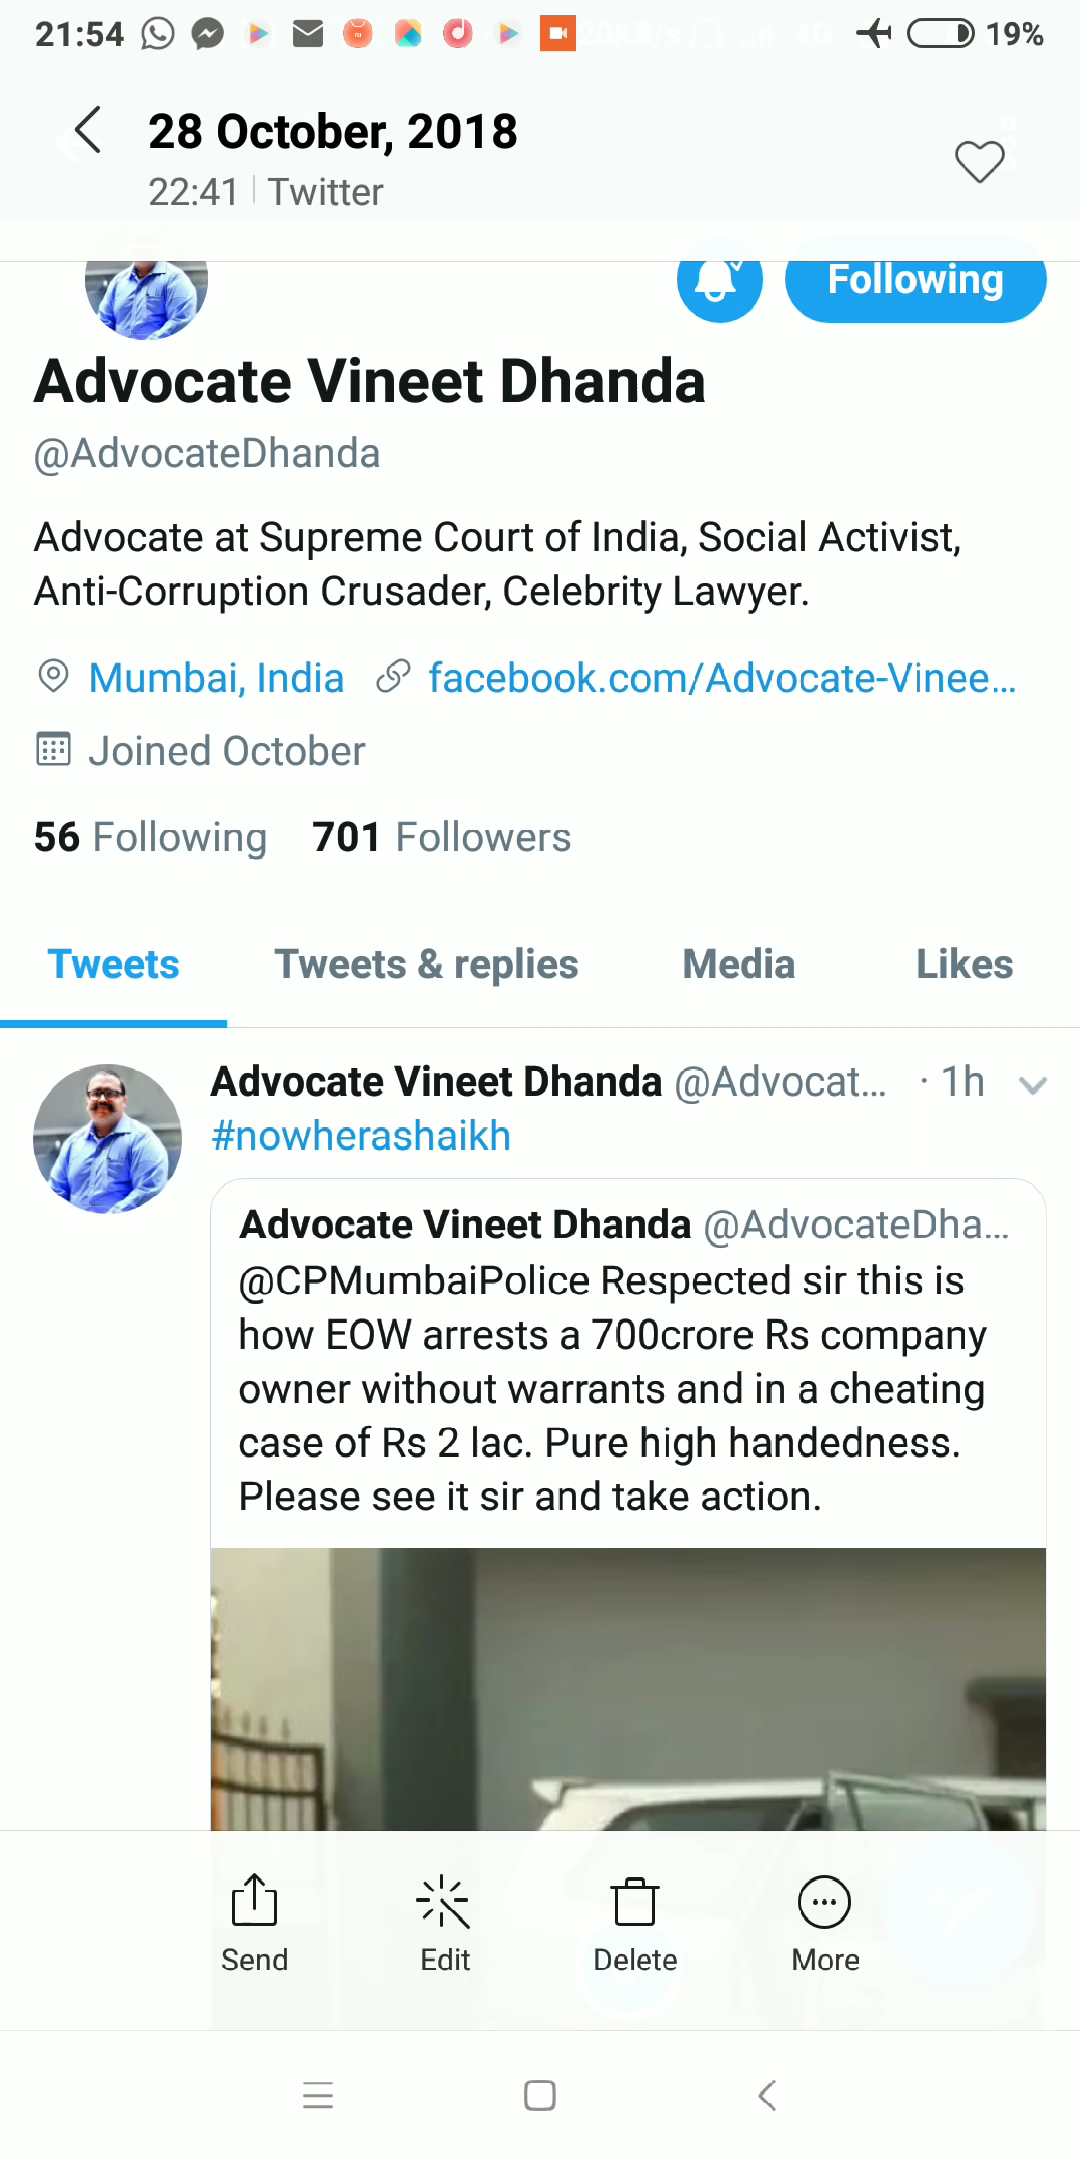 21:54
20KB/s
4G
19%
28 October, 2018
22:41 | Twitter
Following
Advocate Vineet Dhanda
@AdvocateDhanda
Advocate at Supreme Court of India, Social Activist,
Anti-Corruption Crusader, Celebrity Lawyer.
Mumbai, India facebook.com/Advocate-Vinee...
Joined October
56 Following 701 Followers
Tweets Tweets & replies Media Likes
Advocate Vineet Dhanda @Advocat... · 1h
#nowherashaikh
Advocate Vineet Dhanda @AdvocateDha...
@CPMumbaiPolice Respected sir this is
how EOW arrests a 700crore Rs company
owner without warrants and in a cheating
case of Rs 2 lac. Pure high handedness.
Please see it sir and take action.
Send Edit Delete More